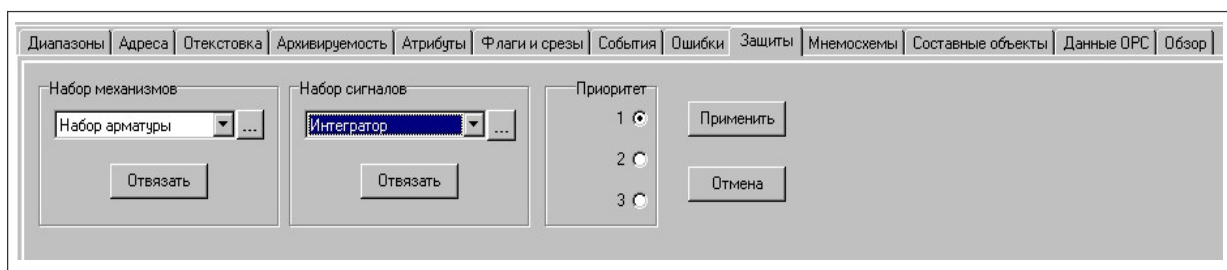 Диапазоны Адреса Отекстовка Архивируемость Атрибуты Флаги и срезы События Ошибки Защиты Мнемосхемы Составные объекты Данные ОРС Обзор
Набор механизмов Набор сигналов Приоритет
Набор арматуры ... Интегратор ... 1 Применить
2
Отвязать Отвязать Отмена
3